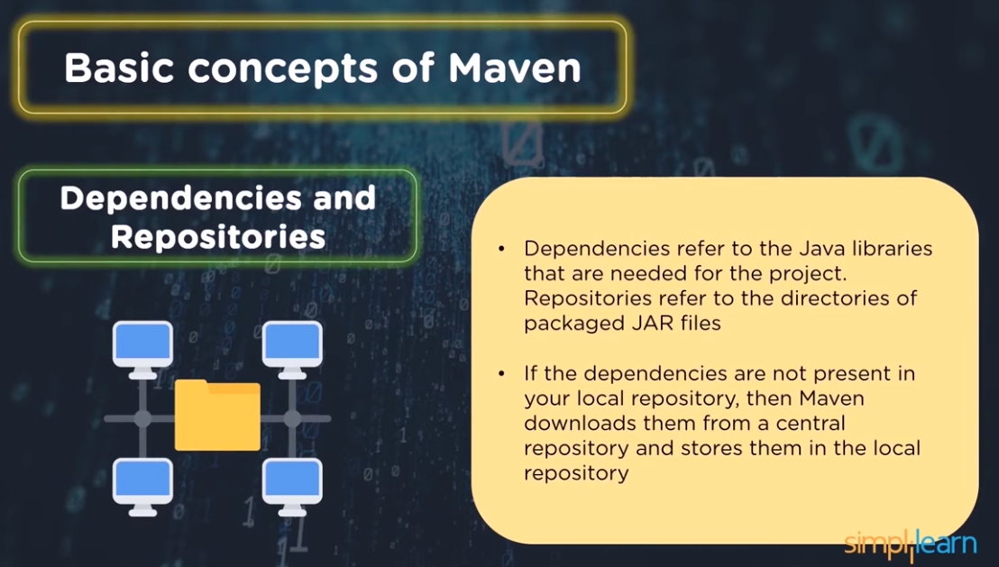 Basic concepts of Maven
Dependencies and
Repositories
• Dependencies refer to the Java libraries
that are needed for the project.
Repositories refer to the directories of
packaged JAR files
• If the dependencies are not present in
your local repository, then Maven
downloads them from a central
repository and stores them in the local
repository
simplilearn